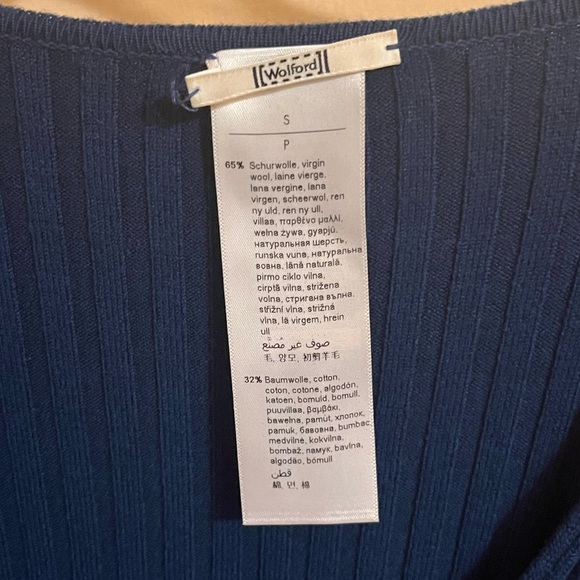 Wolford
S
P
65% Schurwolle, virgin
wool, laine vierge,
lana vergine, lana
virgen, scheerwol, ren
ny uld, ren ny ull,
villaa, παρθένο μαλλί,
wełna żywa, gyapjú,
натуральная шерсть,
runska vuna, натурална
вовна, lână naturală,
pirmo ciklo vilna,
cirptā vilna, strižena
volna, стригана вълна,
střižní vlna, strižná
vlna, lã virgem, hrein
ull
صوف غير مُصنّع
毛, 양모, 初剪羊毛
32% Baumwolle, cotton,
coton, cotone, algodón,
katoen, bomuld, bomull,
puuvillaa, βαμβάκι,
bawełna, pamut, хлопок,
pamuk, бавовна, bumbac,
medvilnė, kokvilna,
bombaž, памук, bavlna,
algodão, bómull
قطن
綿, 면, 棉